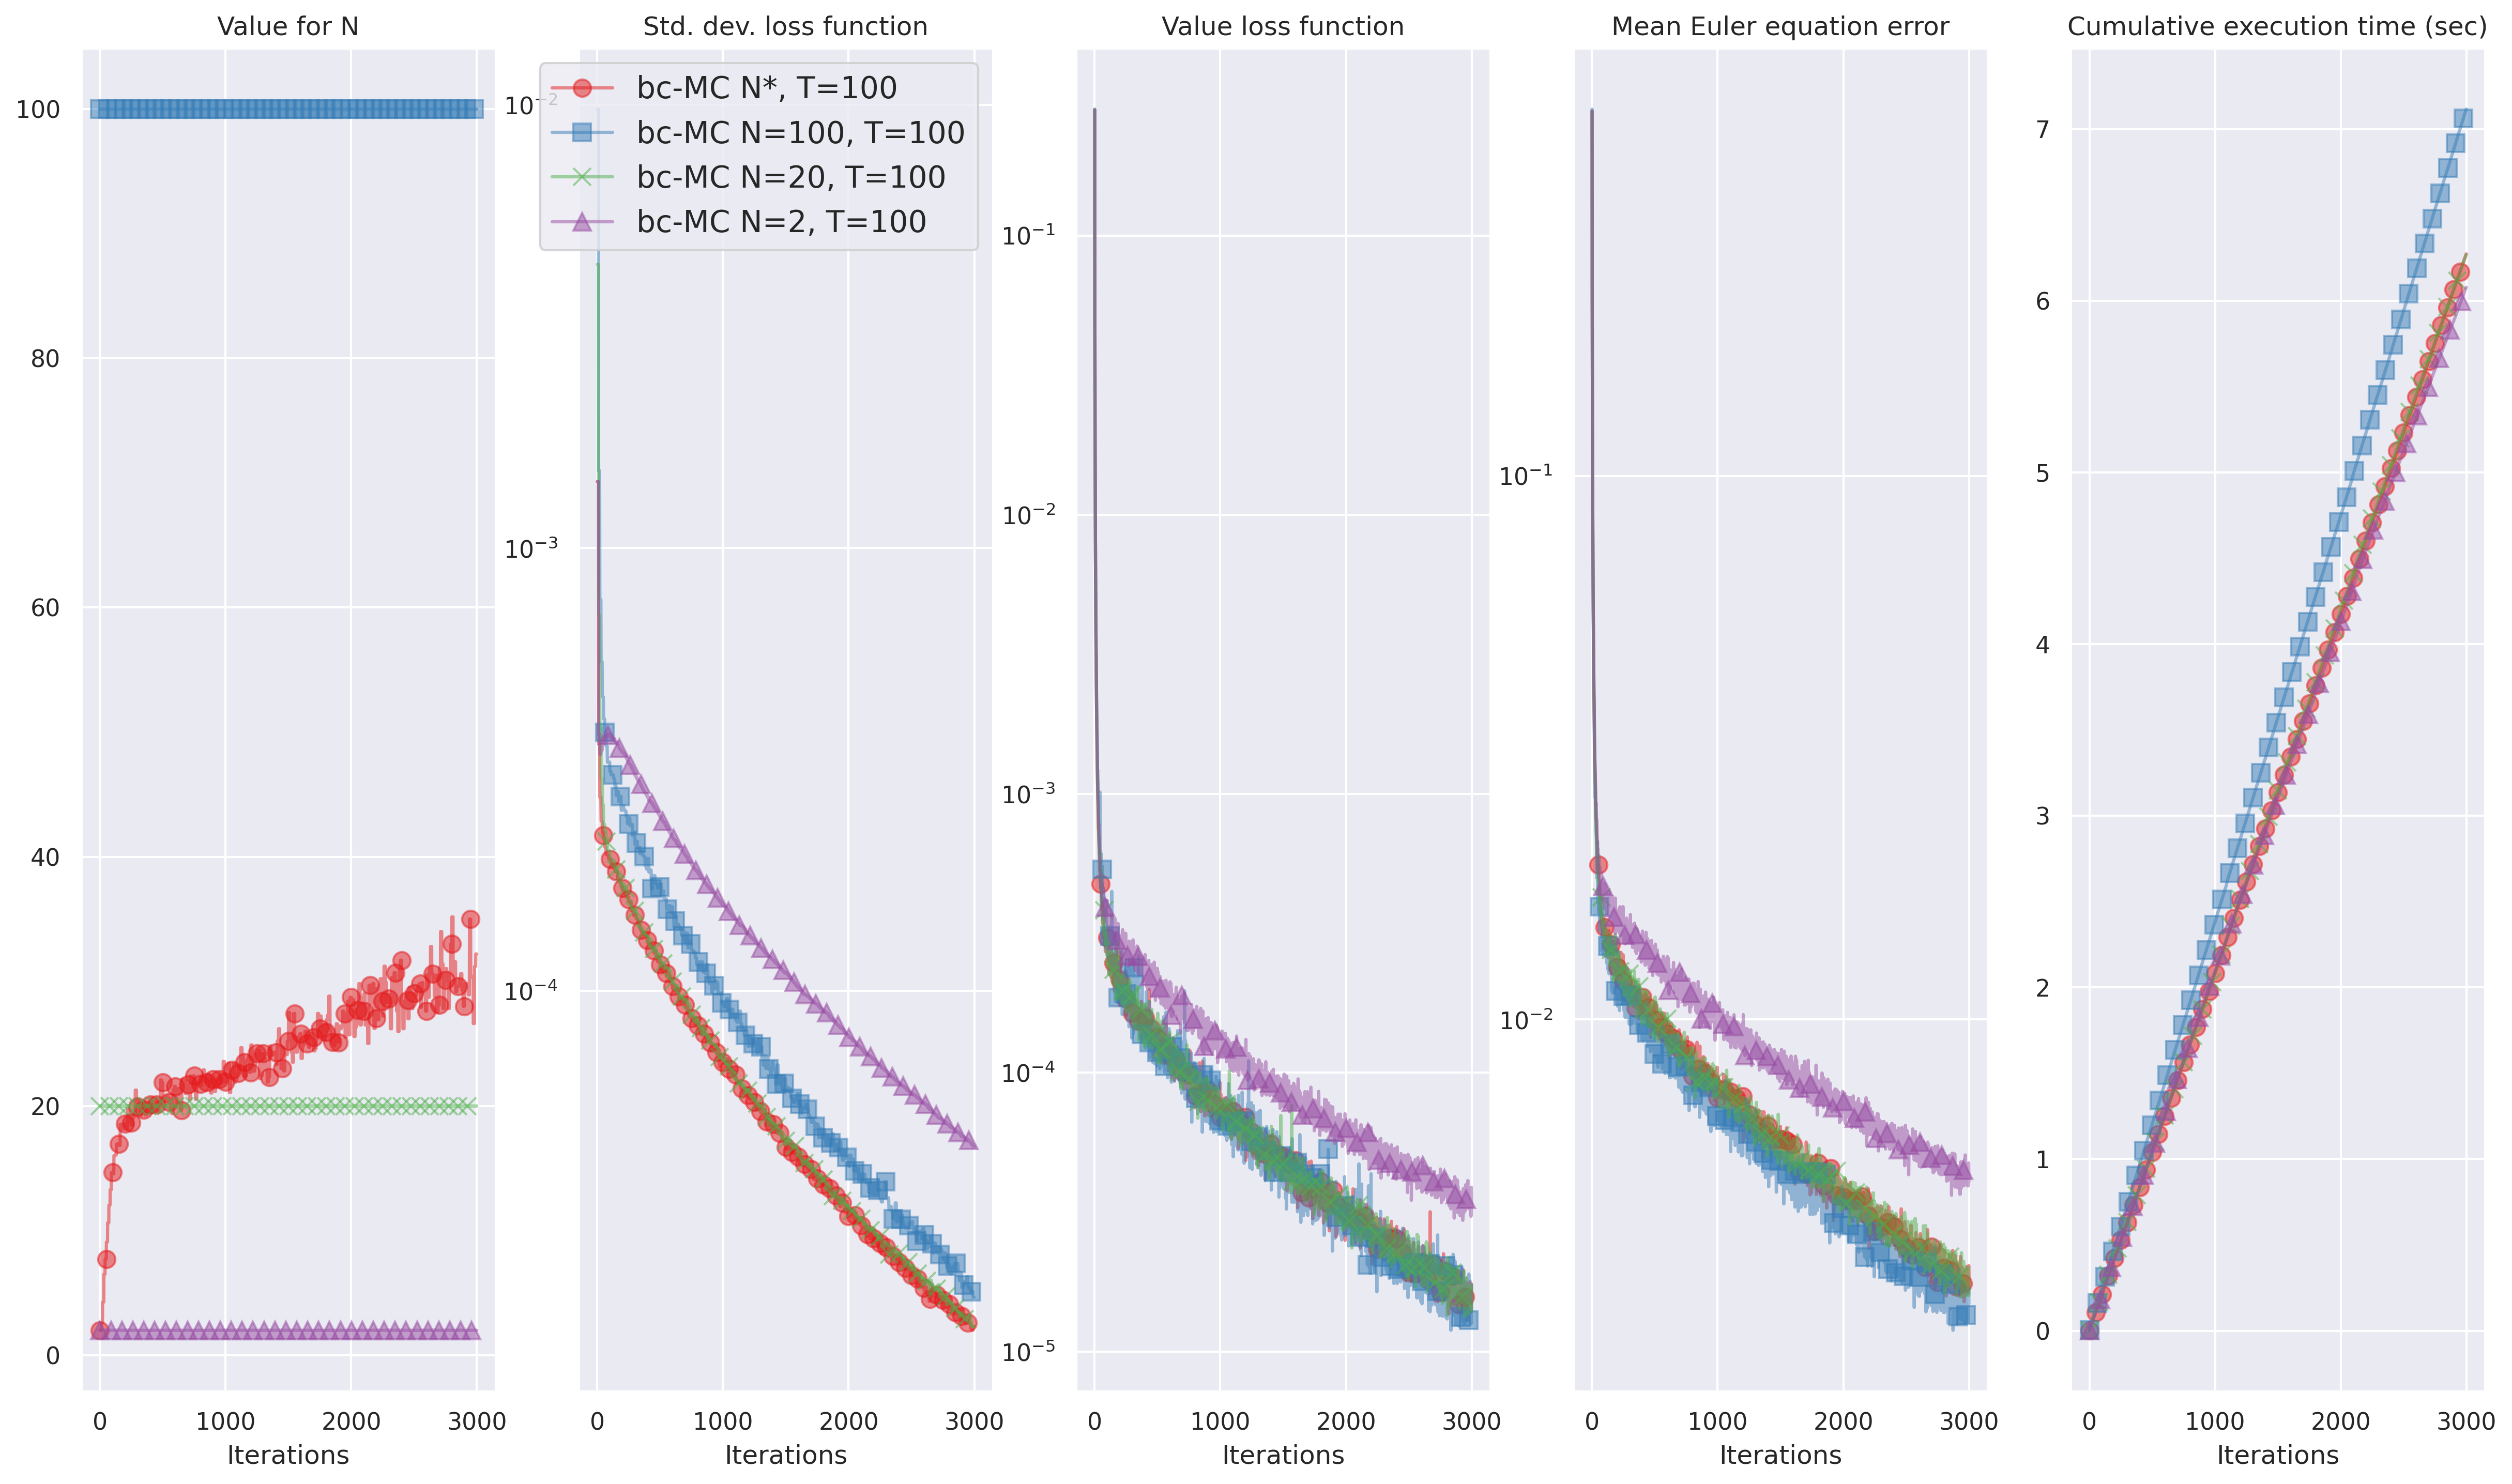 Value for N
100
80
60
40
20
0
0 1000 2000 3000
Iterations
Std. dev. loss function
bc-MC N*, T=100
bc-MC N=100, T=100
bc-MC N=20, T=100
bc-MC N=2, T=100
10⁻²
10⁻³
10⁻⁴
0 1000 2000 3000
Iterations
Value loss function
10⁻¹
10⁻²
10⁻³
10⁻⁴
10⁻⁵
0 1000 2000 3000
Iterations
Mean Euler equation error
10⁻¹
10⁻²
0 1000 2000 3000
Iterations
Cumulative execution time (sec)
7
6
5
4
3
2
1
0
0 1000 2000 3000
Iterations